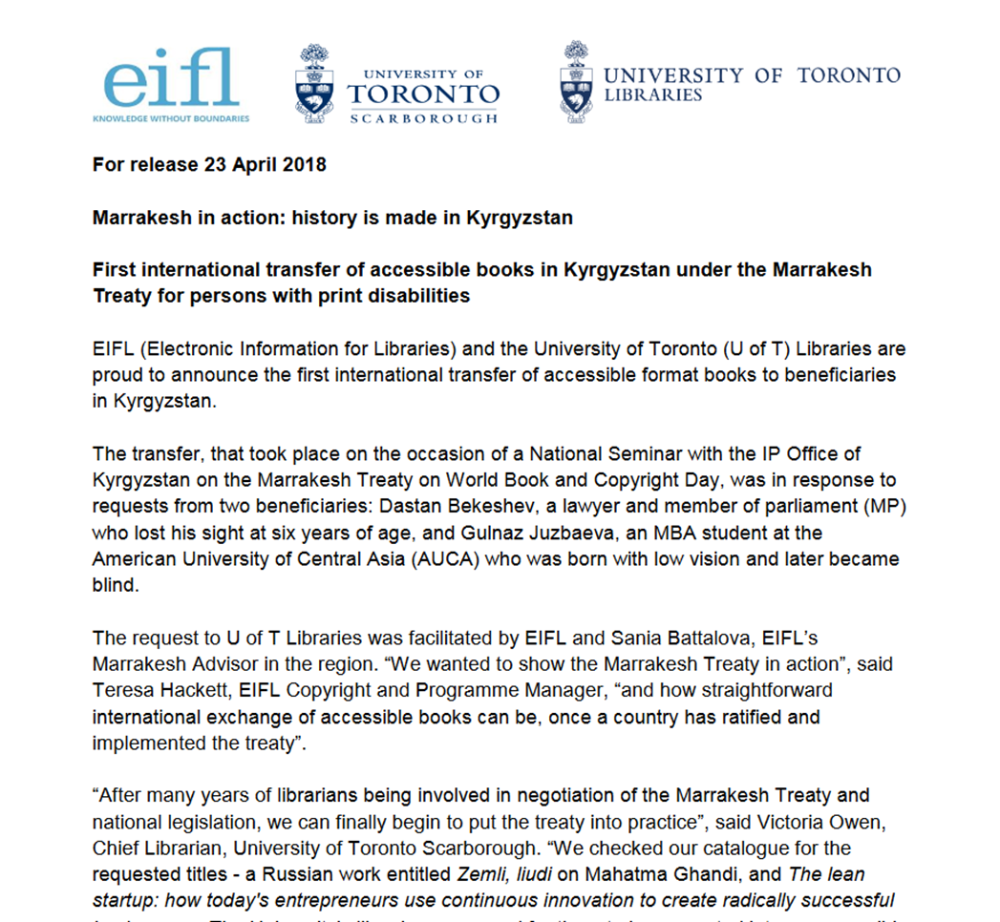 eifl
KNOWLEDGE WITHOUT BOUNDARIES
UNIVERSITY OF
TORONTO
SCARBOROUGH
UNIVERSITY OF TORONTO
LIBRARIES
For release 23 April 2018
Marrakesh in action: history is made in Kyrgyzstan
First international transfer of accessible books in Kyrgyzstan under the Marrakesh
Treaty for persons with print disabilities
EIFL (Electronic Information for Libraries) and the University of Toronto (U of T) Libraries are
proud to announce the first international transfer of accessible format books to beneficiaries
in Kyrgyzstan.
The transfer, that took place on the occasion of a National Seminar with the IP Office of
Kyrgyzstan on the Marrakesh Treaty on World Book and Copyright Day, was in response to
requests from two beneficiaries: Dastan Bekeshev, a lawyer and member of parliament (MP)
who lost his sight at six years of age, and Gulnaz Juzbaeva, an MBA student at the
American University of Central Asia (AUCA) who was born with low vision and later became
blind.
The request to U of T Libraries was facilitated by EIFL and Sania Battalova, EIFL’s
Marrakesh Advisor in the region. “We wanted to show the Marrakesh Treaty in action”, said
Teresa Hackett, EIFL Copyright and Programme Manager, “and how straightforward
international exchange of accessible books can be, once a country has ratified and
implemented the treaty”.
“After many years of librarians being involved in negotiation of the Marrakesh Treaty and
national legislation, we can finally begin to put the treaty into practice”, said Victoria Owen,
Chief Librarian, University of Toronto Scarborough. “We checked our catalogue for the
requested titles - a Russian work entitled Zemli, liudi on Mahatma Ghandi, and The lean
startup: how today's entrepreneurs use continuous innovation to create radically successful